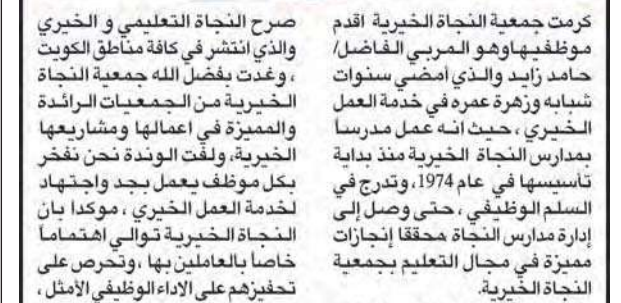 كرمت جمعية النجاة الخيرية اقدم
موظفيهاوهو المربي الفاضل/
حامد زايد والذي أمضي سنوات
شبابه وزهرة عمره في خدمة العمل
الخيري ، حيث انه عمل مدرساً
بمدارس النجاة الخيرية منذ بداية
تأسيسها في عام 1974، وتدرج في
السلم الوظيفي ، حتى وصل إلى
إدارة مدارس النجاة محققا إنجازات
مميزة في مجال التعليم بجمعية
النجاة الخيرية.
صرح النجاة التعليمي و الخيري
والذي انتشر في كافة مناطق الكويت
، وغدت بفضل الله جمعية النجاة
الخيرية من الجمعيات الرائدة
والمميزة في اعمالها ومشاريعها
الخيرية، ولفت الوندة نحن نفخر
بكل موظف يعمل بجد واجتهاد
لخدمة العمل الخيري ، موكدا بان
النجاة الخيرية توالي اهتماماً
خاصاً بالعاملين بها ، وتحرص على
تحفيزهم على الاداء الوظيفي الأمثل ،